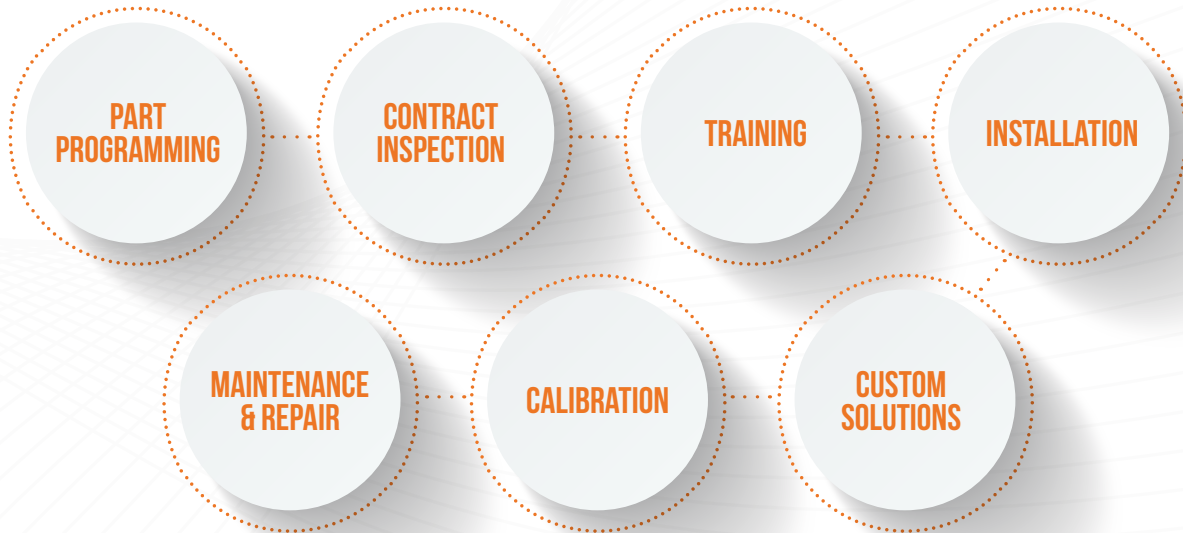 PART
PROGRAMMING
CONTRACT
INSPECTION
TRAINING
INSTALLATION
MAINTENANCE
& REPAIR
CALIBRATION
CUSTOM
SOLUTIONS